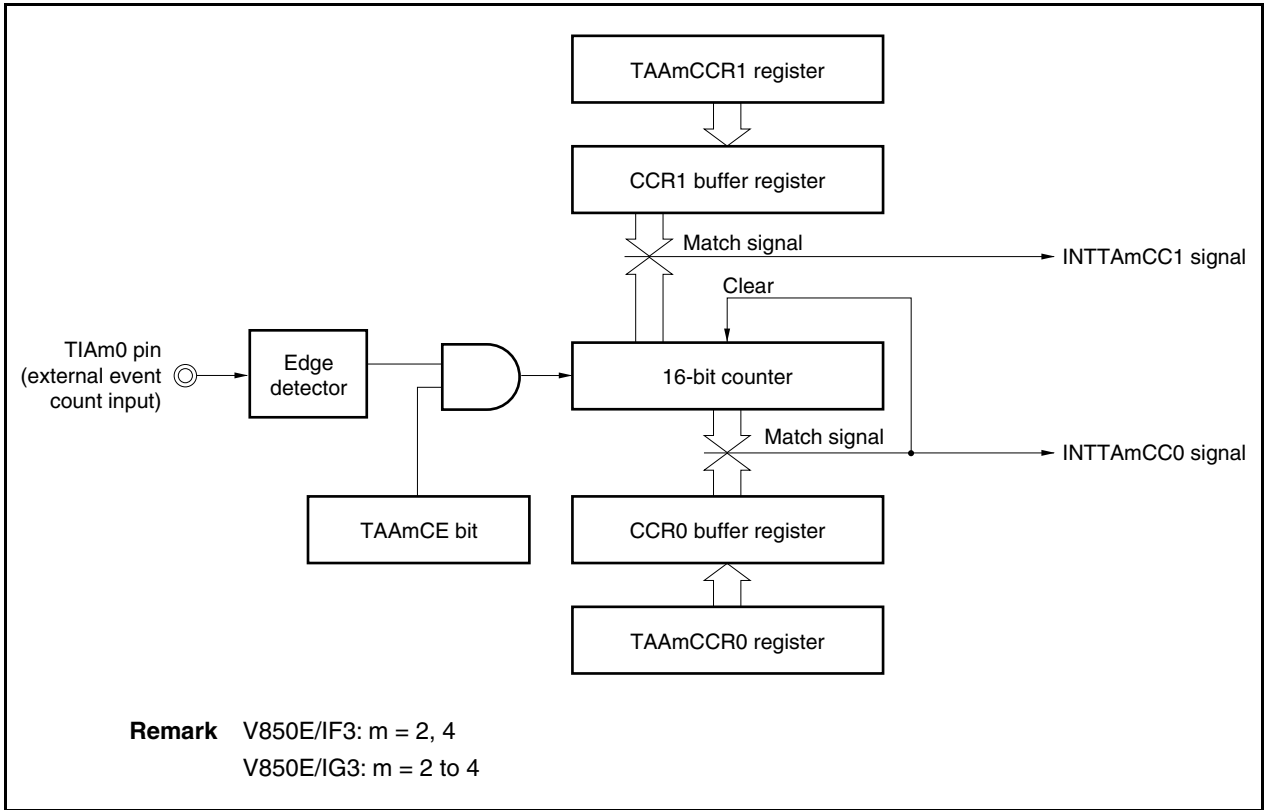 TAAmCCR1 register
CCR1 buffer register
Match signal
INTTAmCC1 signal
Clear
TIAm0 pin
(external event
count input)
Edge
detector
16-bit counter
Match signal
INTTAmCC0 signal
TAAmCE bit
CCR0 buffer register
TAAmCCR0 register
Remark V850E/IF3: m = 2, 4
V850E/IG3: m = 2 to 4